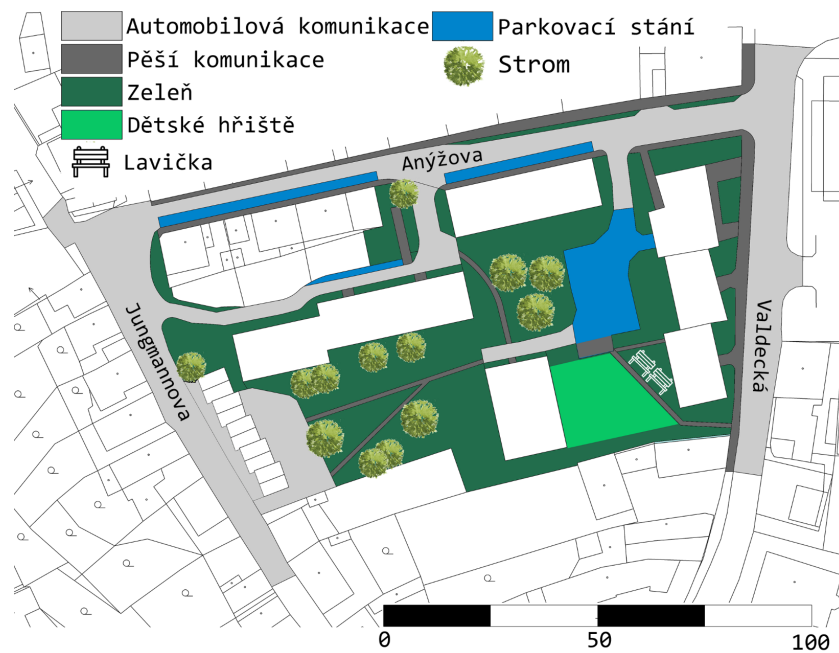 Automobilová komunikace
Parkovací stání
Pěší komunikace
Strom
Zeleň
Dětské hřiště
Lavička
Anýžova
Jungmannova
Valdecká
0
50
100